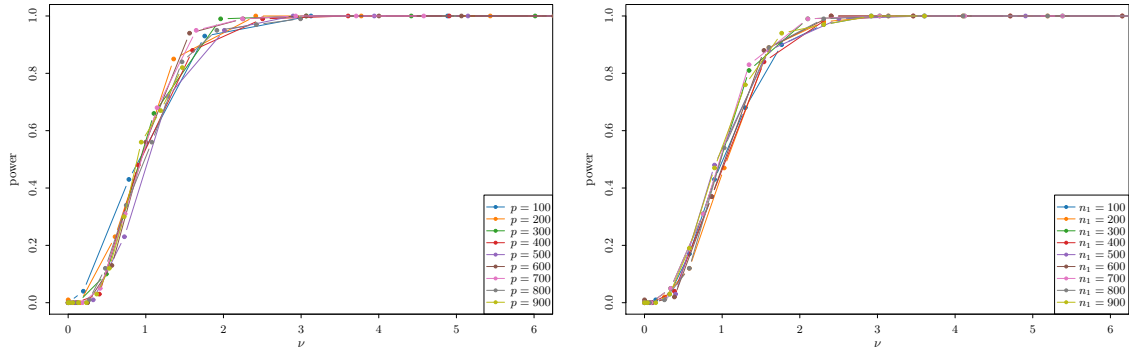 power
0.0
0.2
0.4
0.6
0.8
1.0
0
1
2
3
4
5
6
ν
p = 100
p = 200
p = 300
p = 400
p = 500
p = 600
p = 700
p = 800
p = 900
power
0.0
0.2
0.4
0.6
0.8
1.0
0
1
2
3
4
5
6
ν
n₁ = 100
n₁ = 200
n₁ = 300
n₁ = 400
n₁ = 500
n₁ = 600
n₁ = 700
n₁ = 800
n₁ = 900